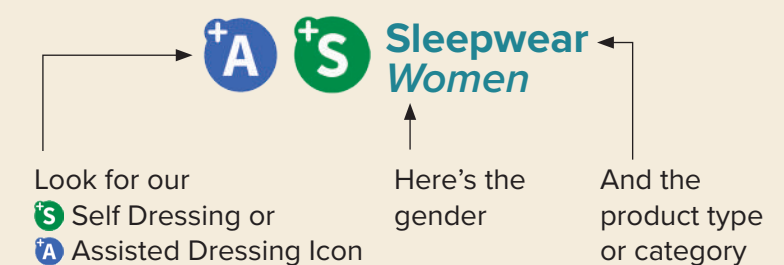 +A +S Sleepwear
Women
Look for our
+S Self Dressing or
+A Assisted Dressing Icon
Here’s the
gender
And the
product type
or category